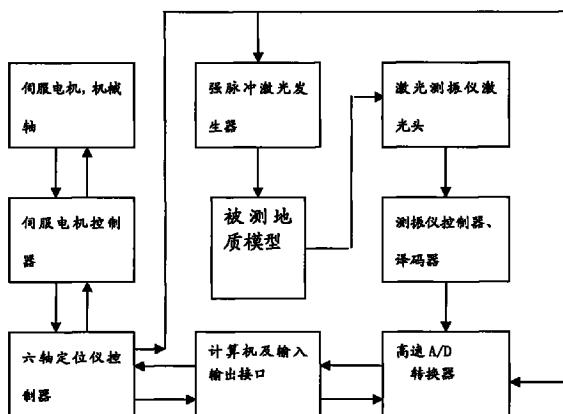 伺服电机,机械
轴
强脉冲激光发
生器
激光测振仪激
光头
伺服电机控制
器
被测地
质模型
测振仪控制器、
译码器
六轴定位仪控
制器
计算机及输入
输出接口
高速A/D
转换器